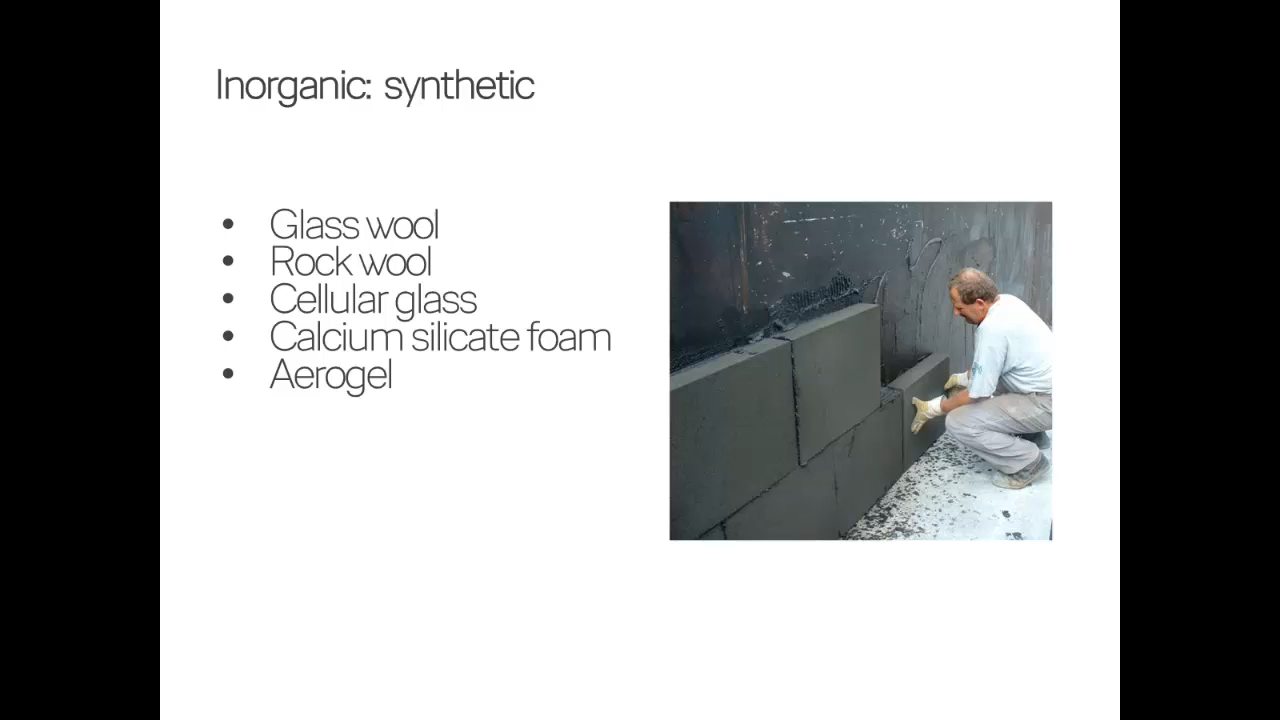 Inorganic: synthetic
• Glass wool
• Rock wool
• Cellular glass
• Calcium silicate foam
• Aerogel